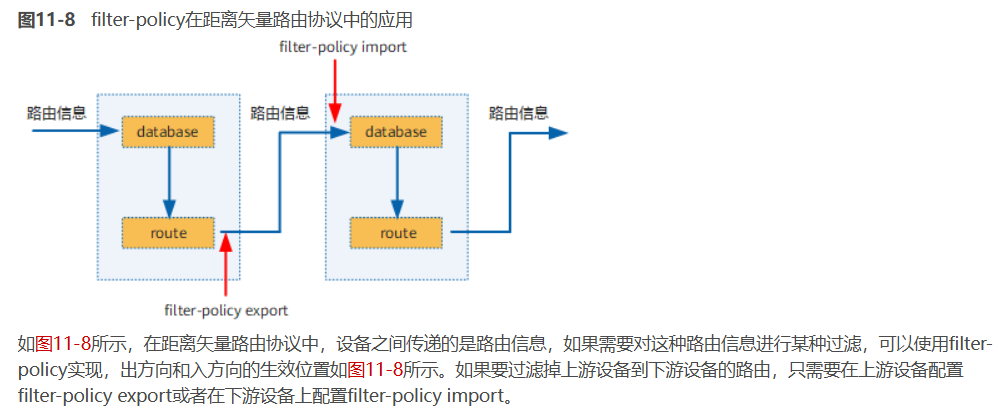 图11-8 filter-policy在距离矢量路由协议中的应用
filter-policy import
路由信息
路由信息
路由信息
database
database
route
route
filter-policy export
如图11-8所示，在距离矢量路由协议中，设备之间传递的是路由信息，如果需要对这种路由信息进行某种过滤，可以使用filter-
policy实现，出方向和入方向的生效位置如图11-8所示。如果要过滤掉上游设备到下游设备的路由，只需要在上游设备配置
filter-policy export或者在下游设备上配置filter-policy import。